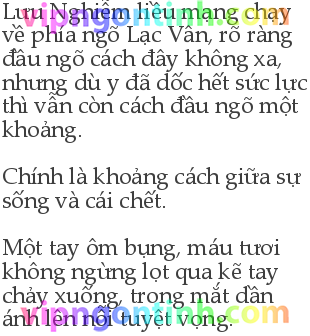 Lưu Nghiễm liều mạng chạy
về phía ngõ Lạc Vân, rõ ràng
đầu ngõ cách đây không xa,
nhưng dù y đã dốc hết sức lực
thì vẫn còn cách đầu ngõ một
khoảng.
Chính là khoảng cách giữa sự
sống và cái chết.
Một tay ôm bụng, máu tươi
không ngừng lọt qua kẽ tay
chảy xuống, trong mắt dần
ánh lên nỗi tuyệt vọng.
vipngontinh.com
vipngontinh.com